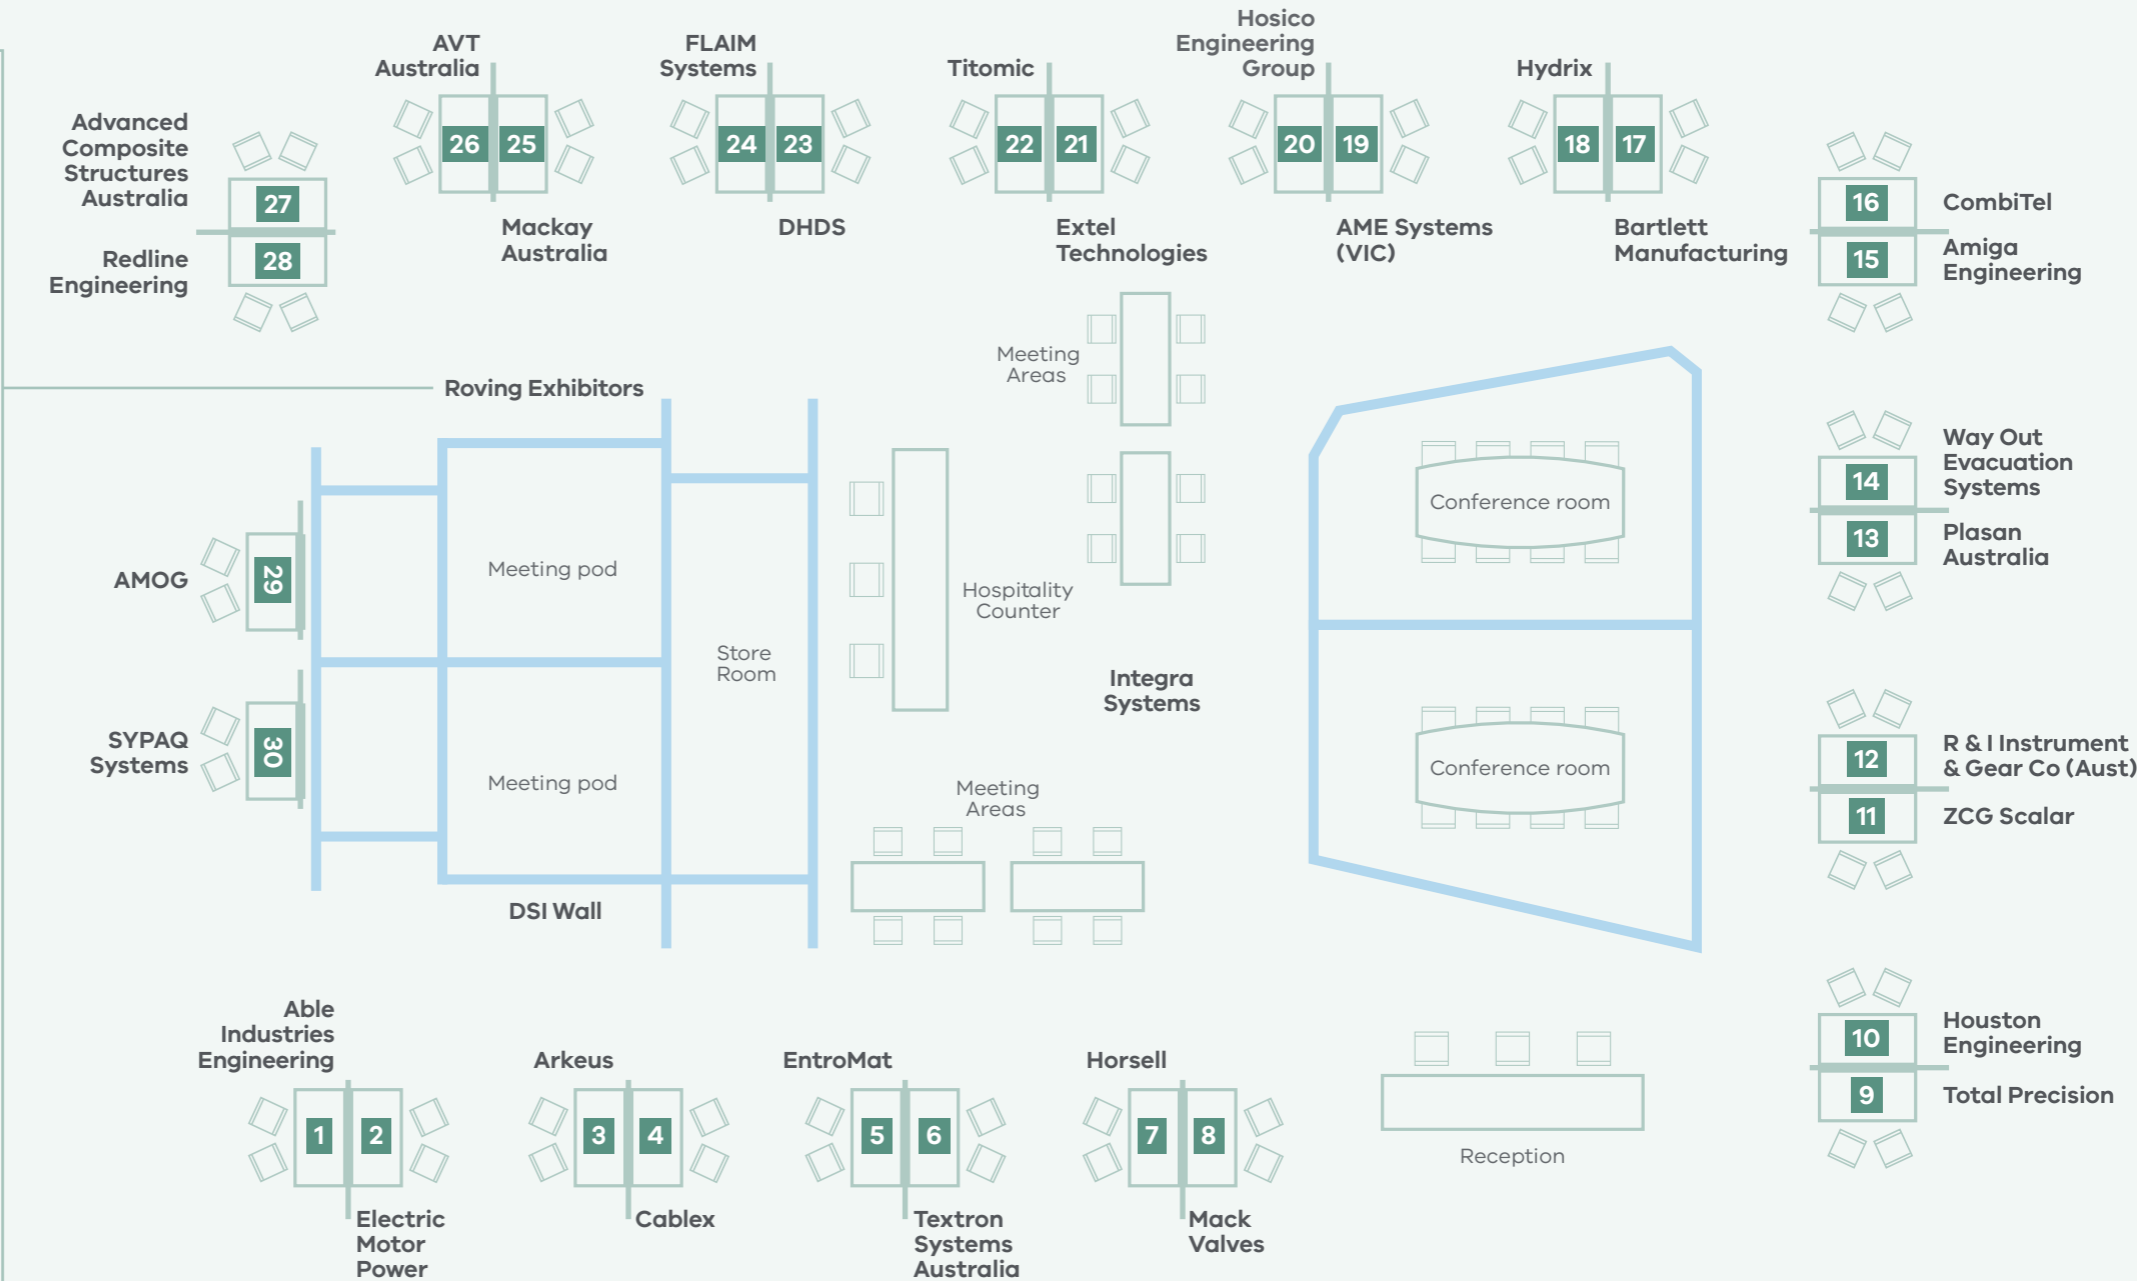 AVT
Australia
26
25
Mackay
Australia
FLAIM
Systems
24
23
DHDS
Titomic
22
21
Extel
Technologies
Hosico
Engineering
Group
20
19
AME Systems
(VIC)
Hydrix
18
17
Bartlett
Manufacturing
Advanced
Composite
Structures
Australia
27
Redline
Engineering
28
16
CombiTel
15
Amiga
Engineering
Roving Exhibitors
Meeting
Areas
Way Out
Evacuation
Systems
14
13
Plasan
Australia
Conference room
AMOG
29
Meeting pod
Hospitality
Counter
Store
Room
Integra
Systems
SYPAQ
Systems
30
Meeting pod
Meeting
Areas
Conference room
12
R & I Instrument
& Gear Co (Aust)
11
ZCG Scalar
DSI Wall
Able
Industries
Engineering
1
2
Electric
Motor
Power
Arkeus
3
4
Cablex
EntroMat
5
6
Textron
Systems
Australia
Horsell
7
8
Mack
Valves
Reception
10
Houston
Engineering
9
Total Precision